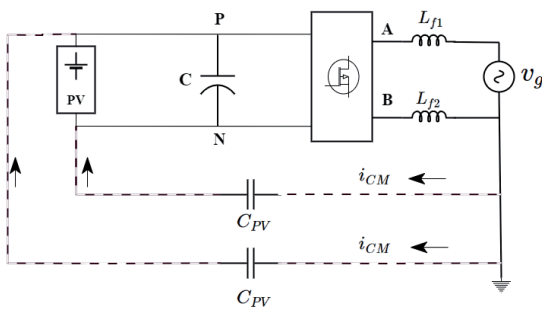 P
A
L_{f1}
PV
C
v_g
B
L_{f2}
N
i_{CM}
C_{PV}
i_{CM}
C_{PV}